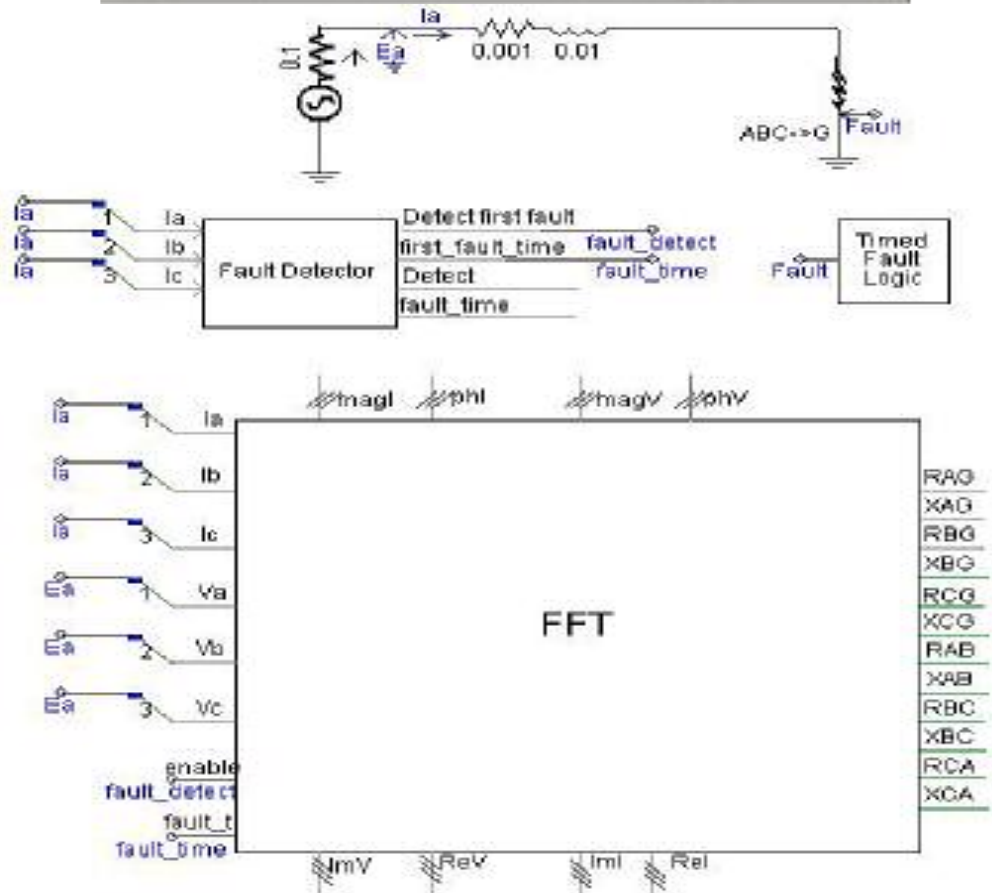 Ia
0.1
Ea
0.001 0.01
ABC->G
Fault
Ia 1 Ia
Ia 2 Ib
Ia 3 Ic
Fault Detector
Detect first fault
first_fault_time
Detect
fault_time
fault_detect
fault_time
Fault
Timed
Fault
Logic
magI phI magV phV
Ia 1 Ia
Ia 2 Ib
Ia 3 Ic
Ea 1 Va
Ea 2 Vb
Ea 3 Vc
enable
fault_detect
fault_t
fault_time
FFT
RAG
XAG
RBG
XBG
RCG
XCG
RAB
XAB
RBC
XBC
RCA
XCA
ImV ReV ImI ReI